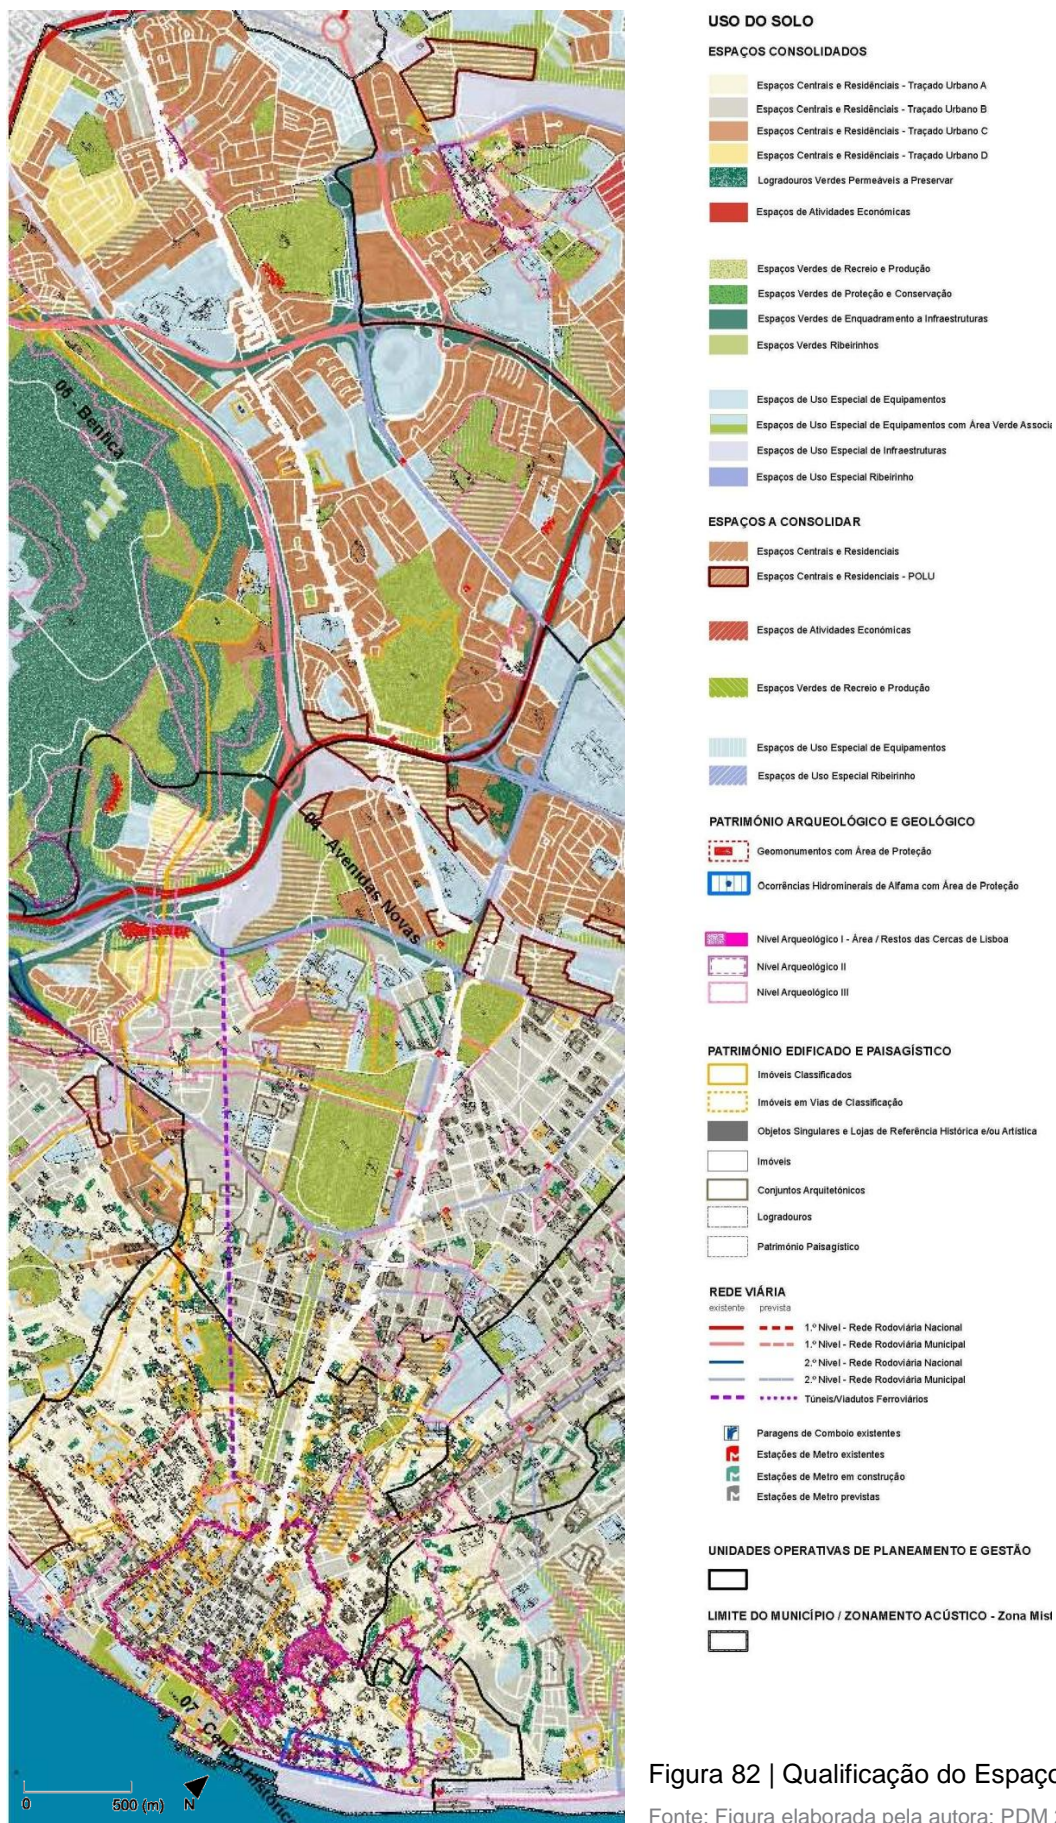 USO DO SOLO
ESPAÇOS CONSOLIDADOS
Espaços Centrais e Residênciais - Traçado Urbano A
Espaços Centrais e Residênciais - Traçado Urbano B
Espaços Centrais e Residênciais - Traçado Urbano C
Espaços Centrais e Residênciais - Traçado Urbano D
Logradouros Verdes Permeáveis a Preservar
Espaços de Atividades Económicas
Espaços Verdes de Recreio e Produção
Espaços Verdes de Proteção e Conservação
Espaços Verdes de Enquadramento a Infraestruturas
Espaços Verdes Ribeirinhos
Espaços de Uso Especial de Equipamentos
Espaços de Uso Especial de Equipamentos com Área Verde Associa
Espaços de Uso Especial de Infraestruturas
Espaços de Uso Especial Ribeirinho
ESPAÇOS A CONSOLIDAR
Espaços Centrais e Residenciais
Espaços Centrais e Residenciais - POLU
Espaços de Atividades Económicas
Espaços Verdes de Recreio e Produção
Espaços de Uso Especial de Equipamentos
Espaços de Uso Especial Ribeirinho
PATRIMÓNIO ARQUEOLÓGICO E GEOLÓGICO
Geomonumentos com Área de Proteção
Ocorrências Hidrominerais de Alfama com Área de Proteção
Nível Arqueológico I - Área / Restos das Cercas de Lisboa
Nível Arqueológico II
Nível Arqueológico III
PATRIMÓNIO EDIFICADO E PAISAGÍSTICO
Imóveis Classificados
Imóveis em Vias de Classificação
Objetos Singulares e Lojas de Referência Histórica e/ou Artística
Imóveis
Conjuntos Arquitetónicos
Logradouros
Património Paisagístico
REDE VIÁRIA
existente prevista
1.º Nível - Rede Rodoviária Nacional
1.º Nível - Rede Rodoviária Municipal
2.º Nível - Rede Rodoviária Nacional
2.º Nível - Rede Rodoviária Municipal
Túneis/Viadutos Ferroviários
Paragens de Comboio existentes
Estações de Metro existentes
Estações de Metro em construção
Estações de Metro previstas
UNIDADES OPERATIVAS DE PLANEAMENTO E GESTÃO
LIMITE DO MUNICÍPIO / ZONAMENTO ACÚSTICO - Zona Mist
06 - Benfica
04 - Avenidas Novas
07 - Centro Histórico
0 500 (m) N
Figura 82 | Qualificação do Espaço
Fonte: Figura elaborada pela autora; PDM